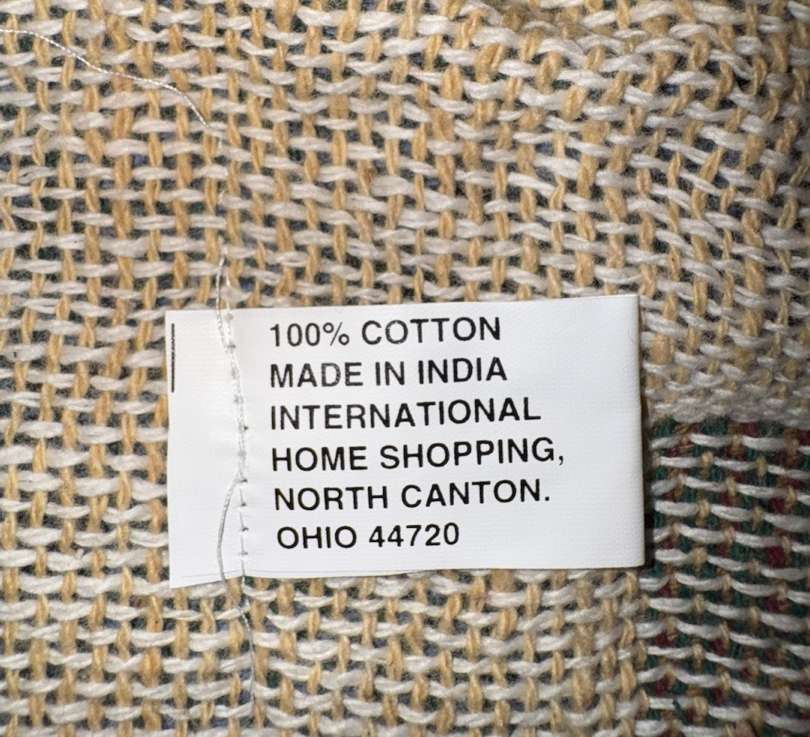 100% COTTON
MADE IN INDIA
INTERNATIONAL
HOME SHOPPING,
NORTH CANTON.
OHIO 44720